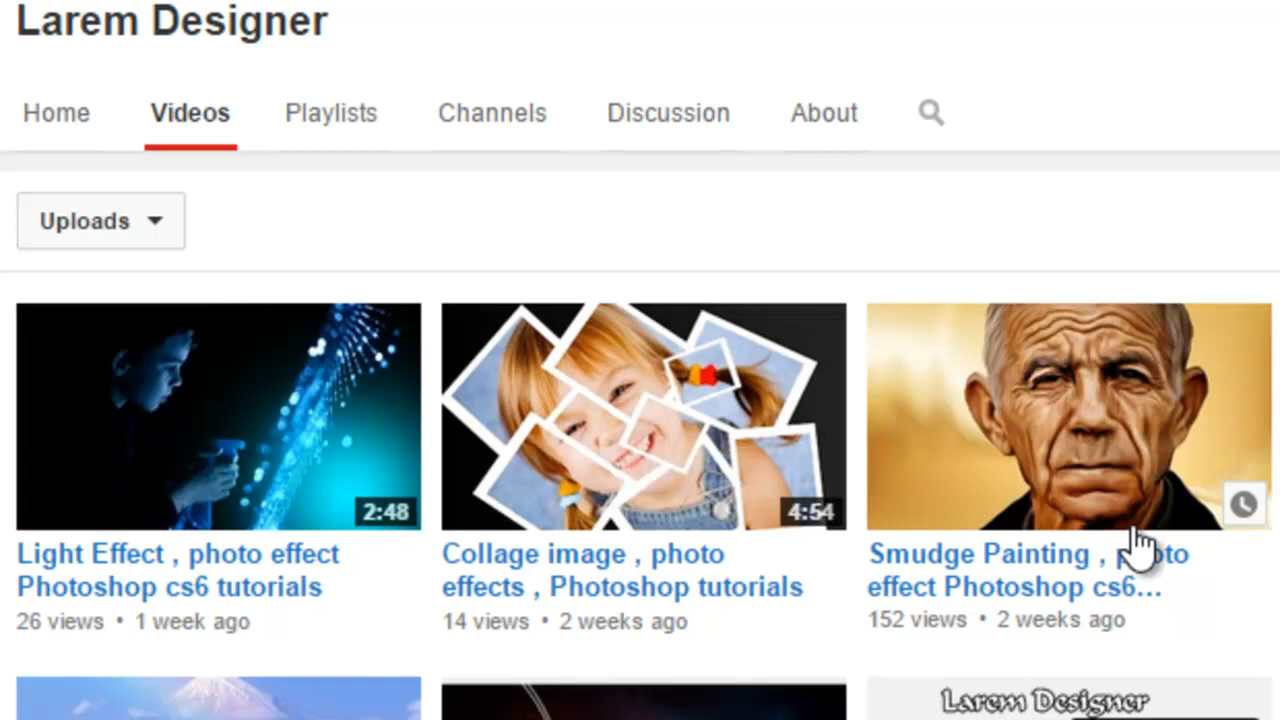 Larem Designer
Home Videos Playlists Channels Discussion About
Uploads
2:48
4:54
Light Effect , photo effect
Photoshop cs6 tutorials
26 views • 1 week ago
Collage image , photo
effects , Photoshop tutorials
14 views • 2 weeks ago
Smudge Painting , photo
effect Photoshop cs6...
152 views • 2 weeks ago
Larem Designer